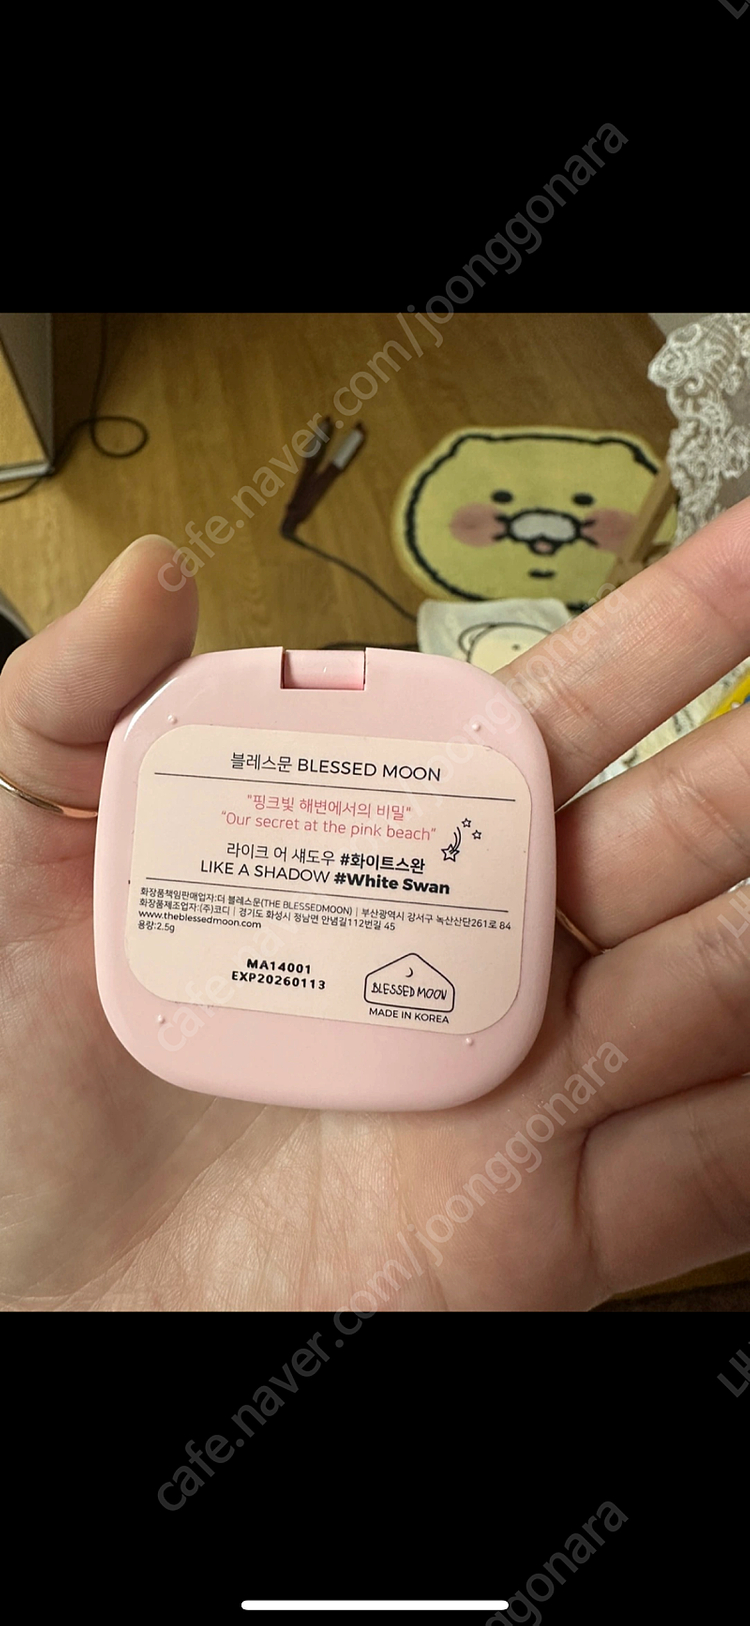 블레스문 BLESSED MOON
"핑크빛 해변에서의 비밀"
"Our secret at the pink beach"
라이크 어 섀도우 #화이트스완
LIKE A SHADOW #White Swan
화장품책임판매업자:더 블레스문(THE BLESSEDMOON) | 부산광역시 강서구 녹산산단261로 84
화장품제조업자:(주)코디 | 경기도 화성시 정남면 안녕길112번길 45
www.theblessedmoon.com
용량:2.5g
MA14001
EXP20260113
BLESSED MOON
MADE IN KOREA
cafe.naver.com/joonggonara
cafe.naver.com/joonggonara
cafe.naver.com/joonggonara